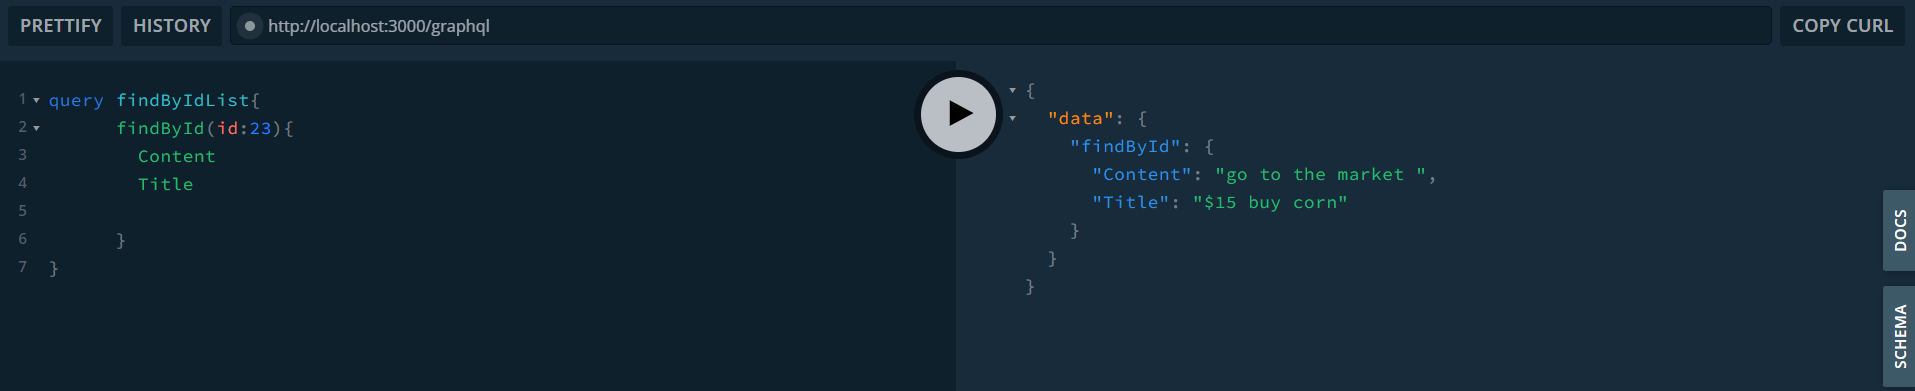 PRETTIFY HISTORY http://localhost:3000/graphql COPY CURL
1 query findByIdList{
2 findById(id:23){
3 Content
4 Title
5
6 }
7 }
{
"data": {
"findById": {
"Content": "go to the market ",
"Title": "$15 buy corn"
}
}
}
DOCS
SCHEMA